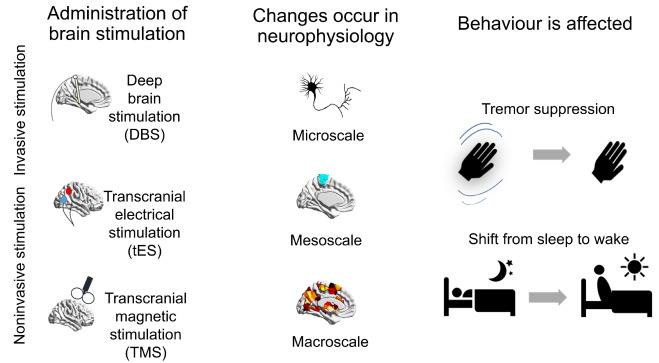 Administration of
brain stimulation
Changes occur in
neurophysiology
Behaviour is affected
Invasive stimulation
Deep
brain
stimulation
(DBS)
Noninvasive stimulation
Transcranial
electrical
stimulation
(tES)
Transcranial
magnetic
stimulation
(TMS)
Microscale
Mesoscale
Macroscale
Tremor suppression
Shift from sleep to wake